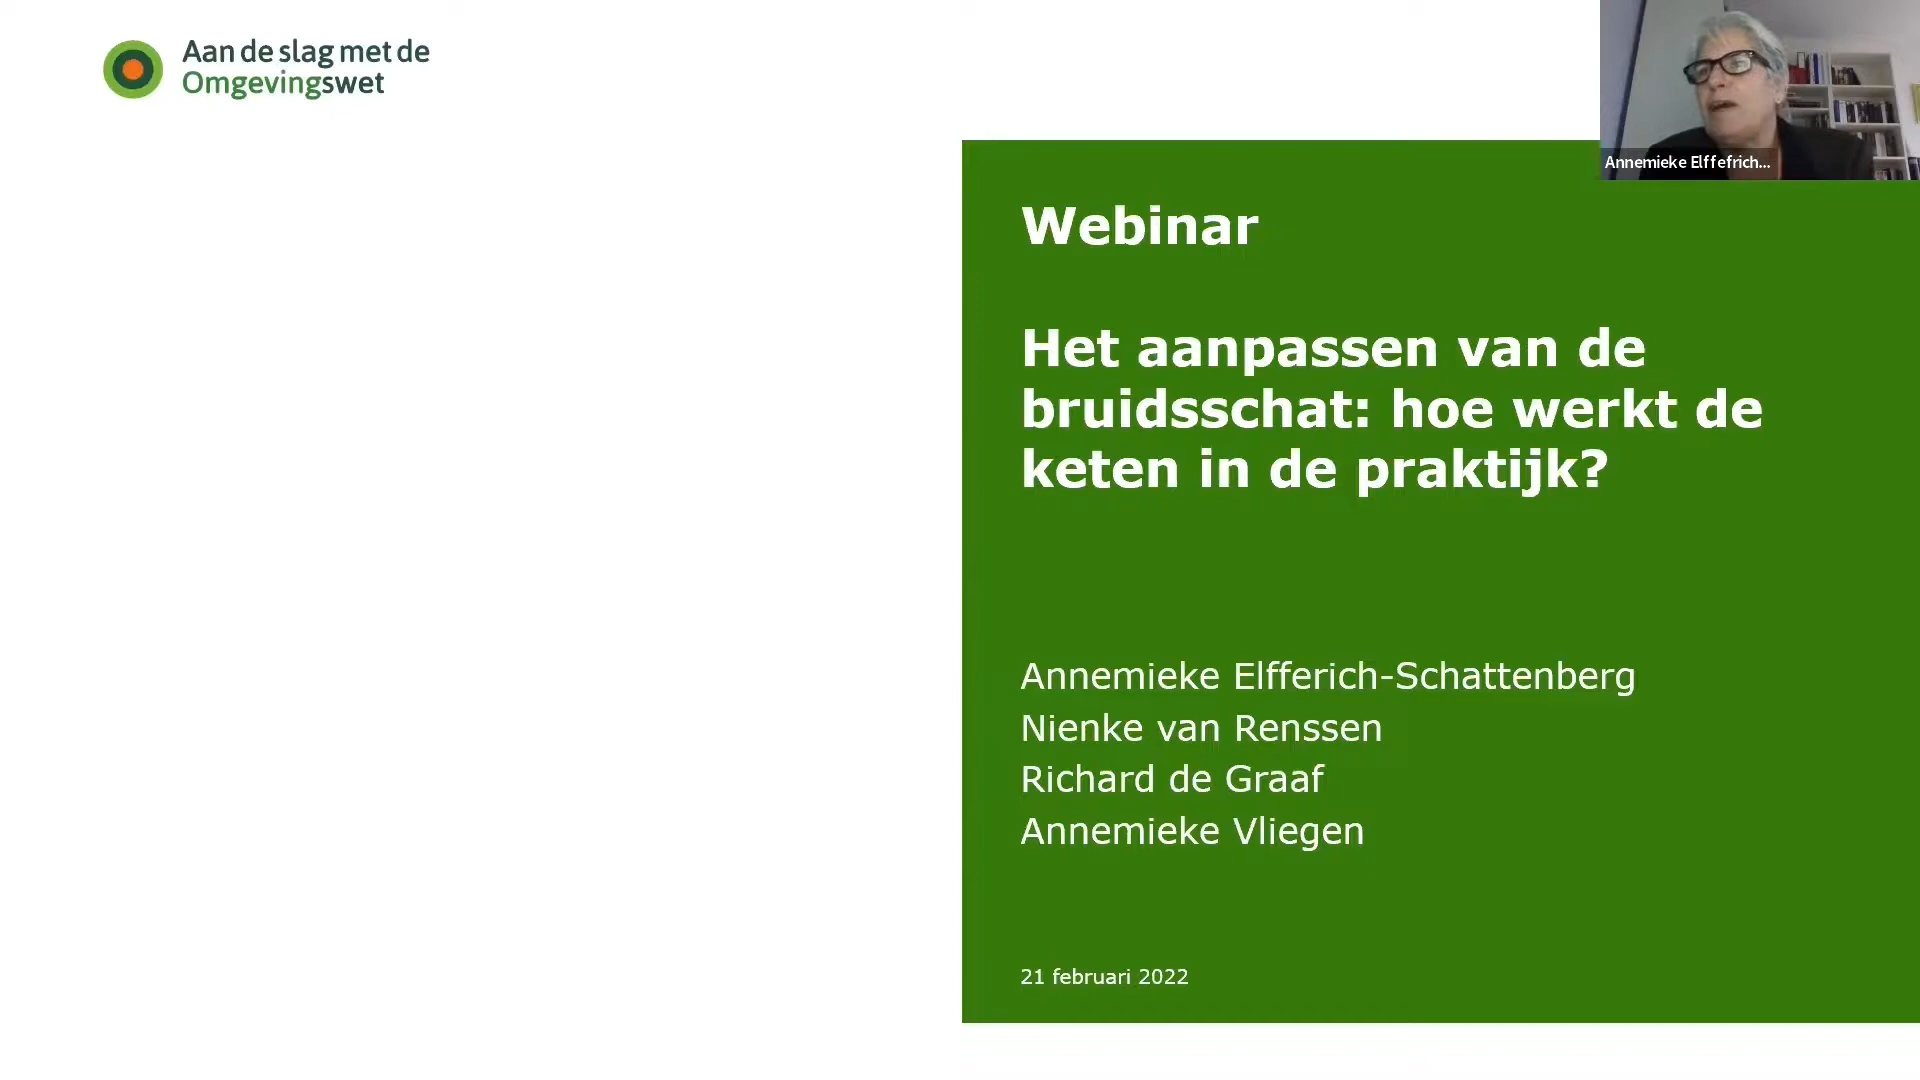 Aan de slag met de
Omgevingswet
Annemieke Elffefrich...
Webinar
Het aanpassen van de
bruidsschat: hoe werkt de
keten in de praktijk?
Annemieke Elfferich-Schattenberg
Nienke van Renssen
Richard de Graaf
Annemieke Vliegen
21 februari 2022